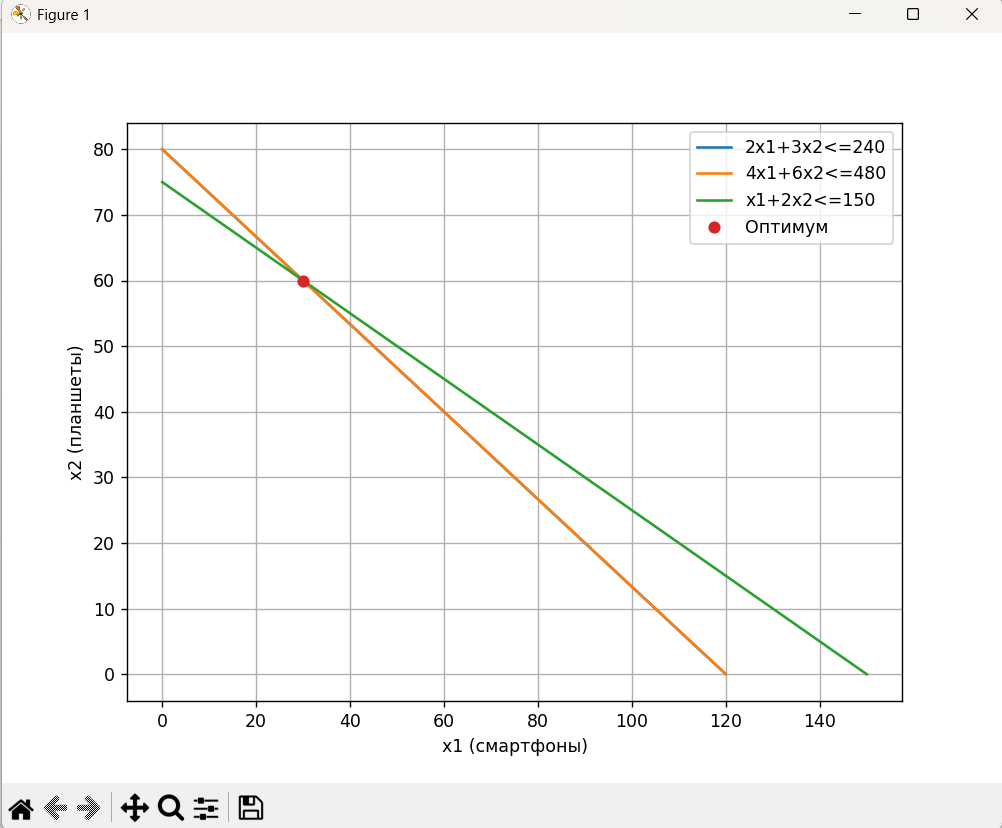 Figure 1
2x1+3x2<=240
4x1+6x2<=480
x1+2x2<=150
Оптимум
80
70
60
50
40
30
20
10
0
x2 (планшеты)
0 20 40 60 80 100 120 140
x1 (смартфоны)